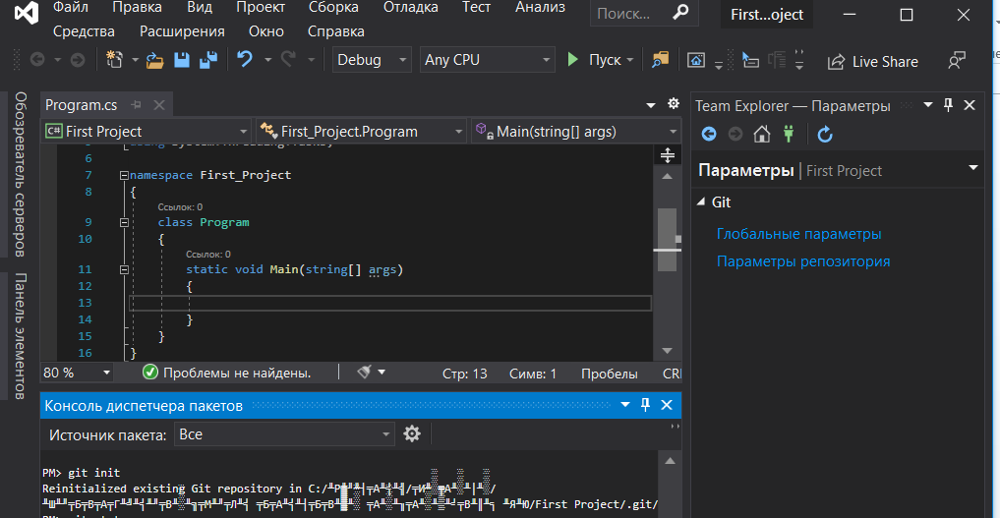 Файл Правка Вид Проект Сборка Отладка Тест Анализ
Поиск... First...oject
Средства Расширения Окно Справка
Debug Any CPU Пуск Live Share
Обозреватель серверов
Панель элементов
Program.cs
First Project First_Project.Program Main(string[] args)
6
7 namespace First_Project
8 {
Ссылок: 0
9 class Program
10 {
Ссылок: 0
11 static void Main(string[] args)
12 {
13
14 }
15 }
16 }
80 % Проблемы не найдены. Стр: 13 Симв: 1 Пробелы
Консоль диспетчера пакетов
Источник пакета: Все
PM> git init
Reinitialized existing Git repository in C:/
/First Project/.git/
Team Explorer — Параметры
Параметры | First Project
Git
Глобальные параметры
Параметры репозитория